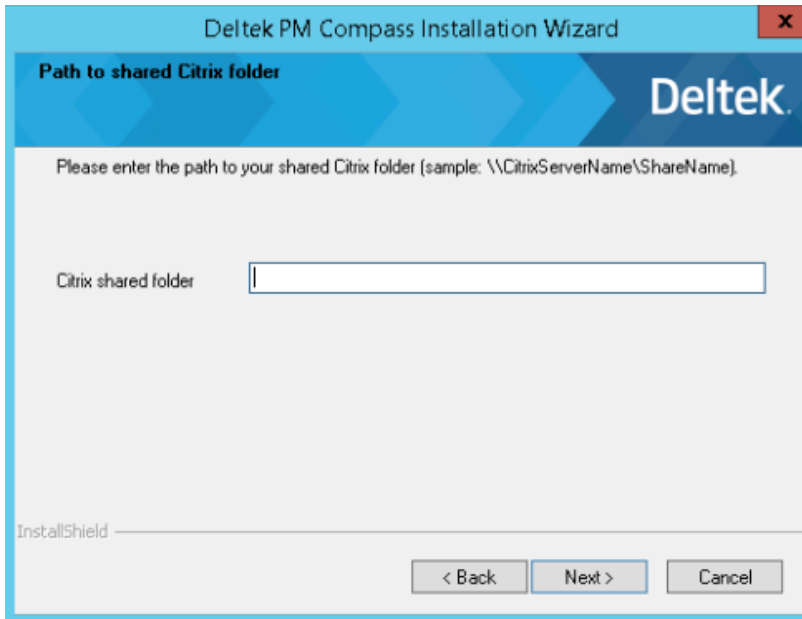 Deltek PM Compass Installation Wizard
x
Path to shared Citrix folder
Deltek.
Please enter the path to your shared Citrix folder (sample: \\CitrixServerName\ShareName).
Citrix shared folder
InstallShield
< Back
Next >
Cancel